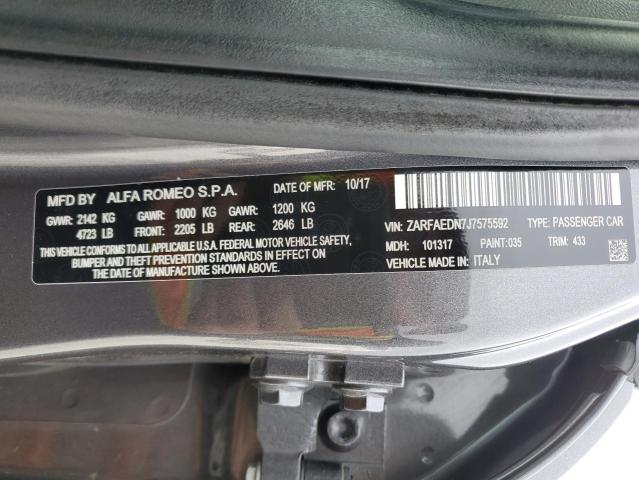 MFD BY ALFA ROMEO S.P.A. DATE OF MFR: 10/17
GVWR: 2142 KG GAWR: 1000 KG GAWR: 1200 KG
4723 LB FRONT: 2205 LB REAR: 2646 LB
THIS VEHICLE CONFORMS TO ALL APPLICABLE U.S.A. FEDERAL MOTOR VEHICLE SAFETY,
BUMPER AND THEFT PREVENTION STANDARDS IN EFFECT ON
THE DATE OF MANUFACTURE SHOWN ABOVE.
VIN: ZARFAEDN7J7575592 TYPE: PASSENGER CAR
MDH: 101317 PAINT: 035 TRIM: 433
VEHICLE MADE IN: ITALY